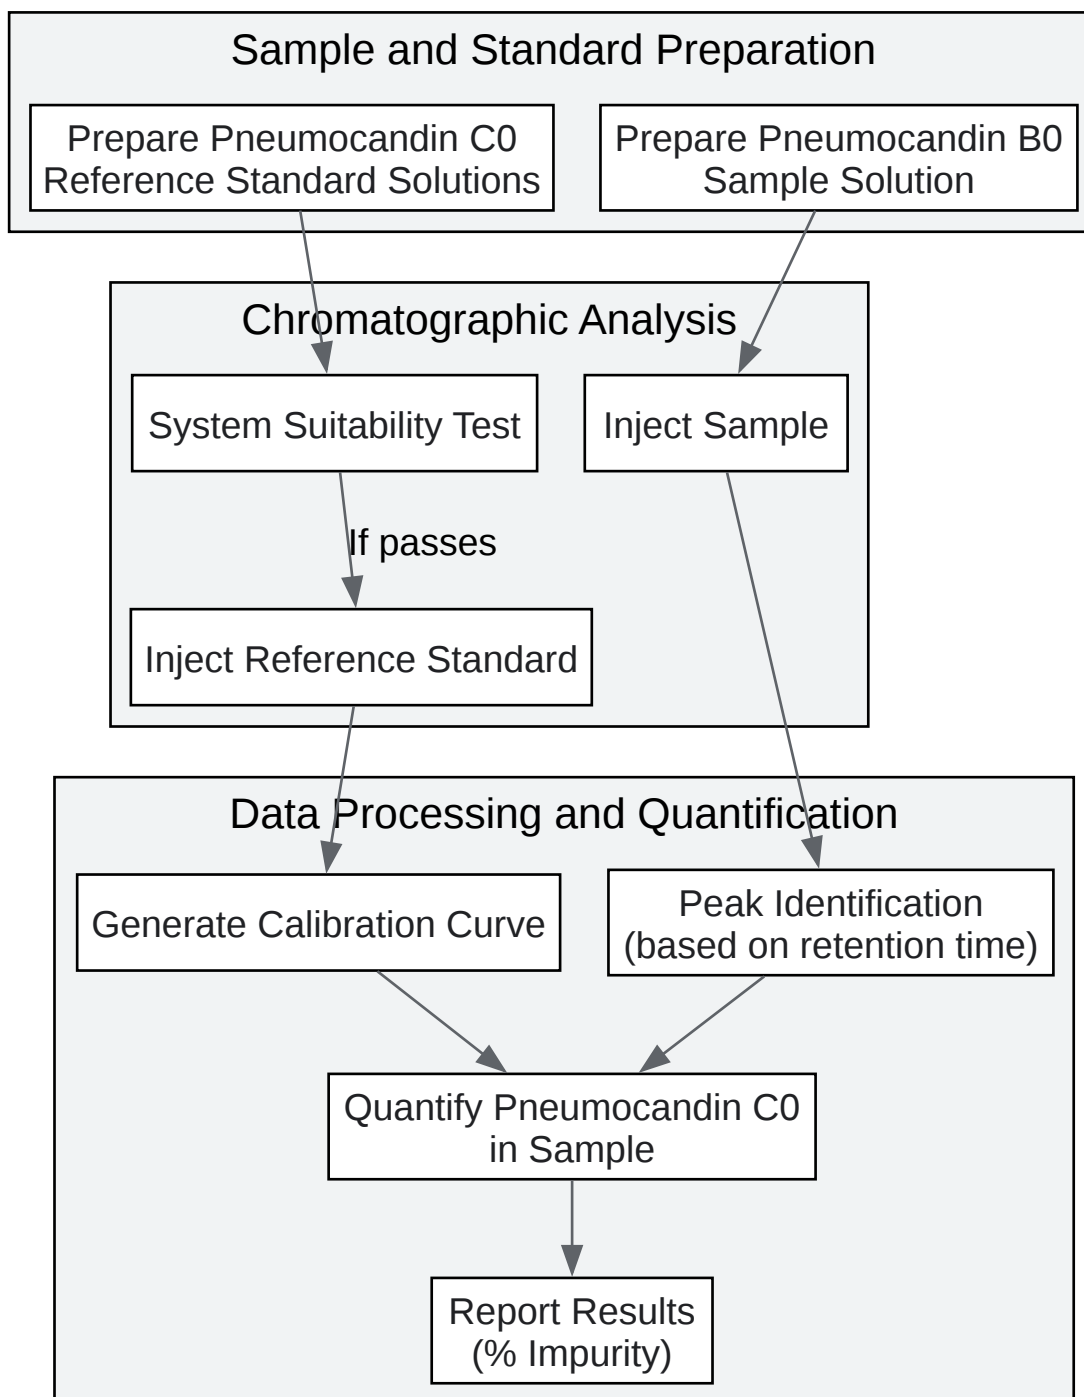 Sample and Standard Preparation
Prepare Pneumocandin C0
Reference Standard Solutions
Prepare Pneumocandin B0
Sample Solution
Chromatographic Analysis
System Suitability Test
Inject Sample
If passes
Inject Reference Standard
Data Processing and Quantification
Generate Calibration Curve
Peak Identification
(based on retention time)
Quantify Pneumocandin C0
in Sample
Report Results
(% Impurity)